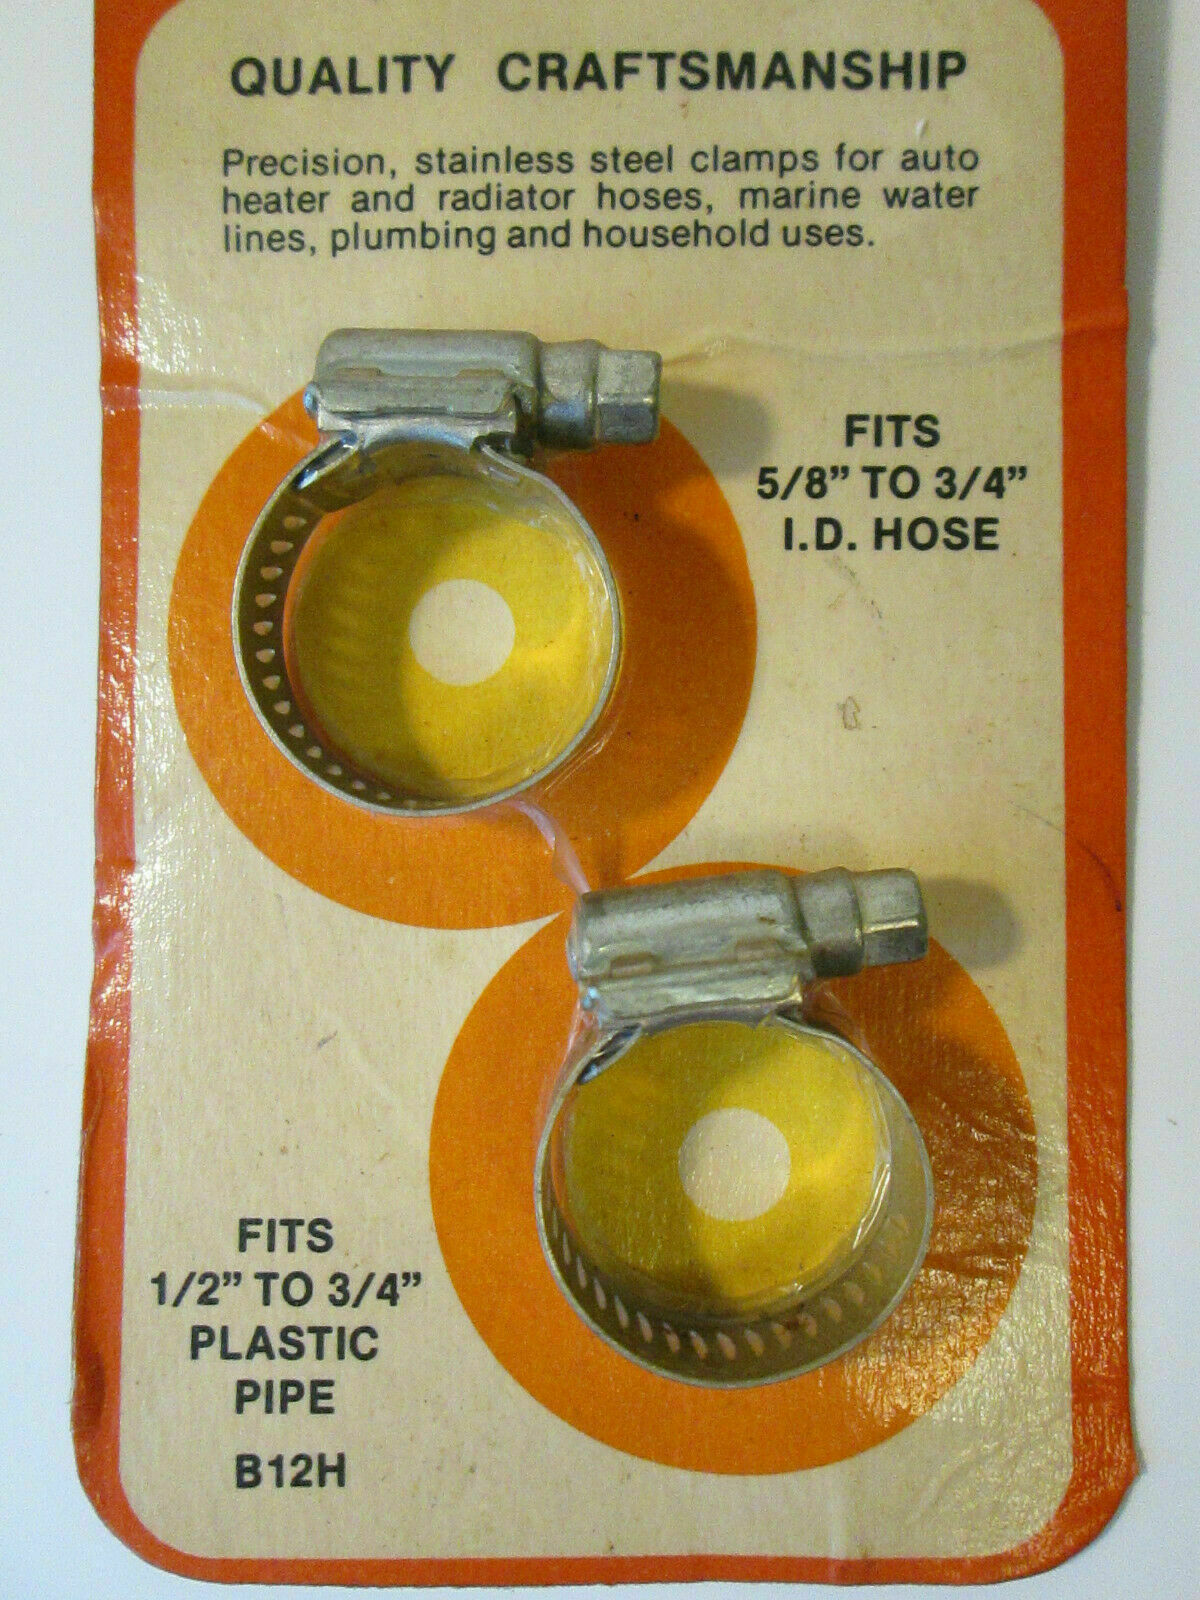 QUALITY CRAFTSMANSHIP
Precision, stainless steel clamps for auto
heater and radiator hoses, marine water
lines, plumbing and household uses.
FITS
5/8” TO 3/4”
I.D. HOSE
FITS
1/2” TO 3/4”
PLASTIC
PIPE
B12H